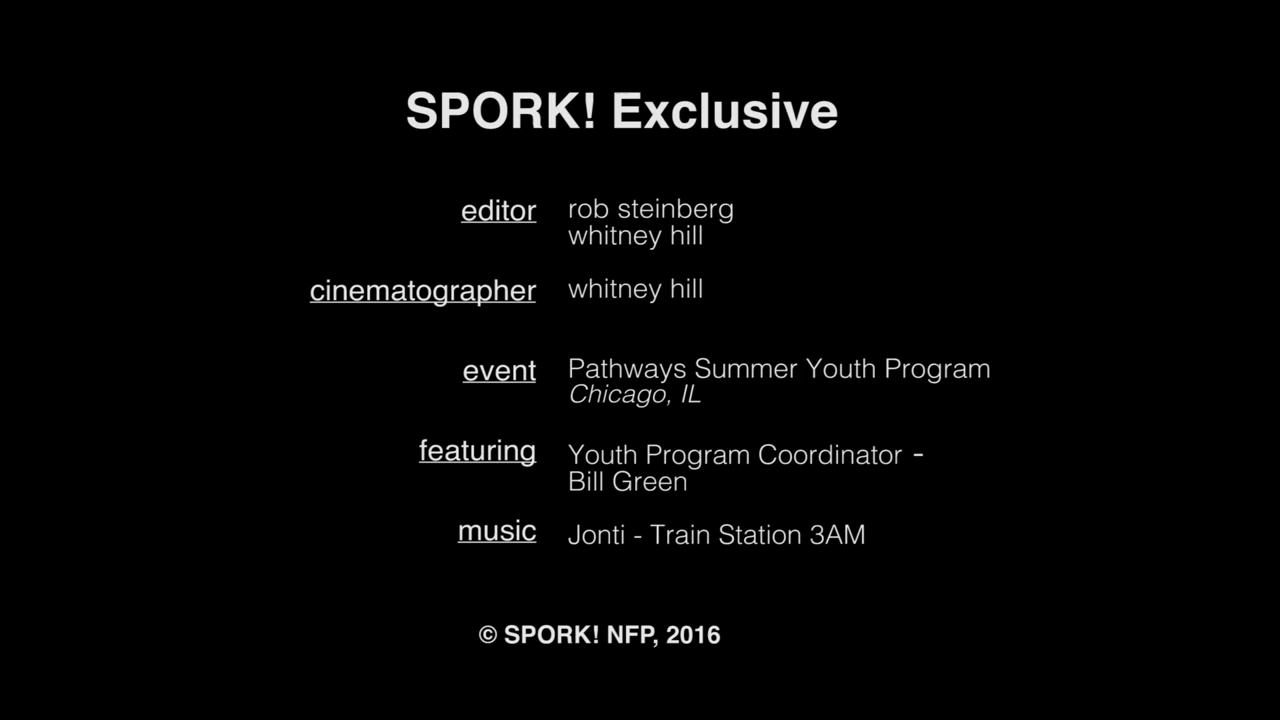 SPORK! Exclusive
editor rob steinberg
whitney hill
cinematographer whitney hill
event Pathways Summer Youth Program
Chicago, IL
featuring Youth Program Coordinator -
Bill Green
music Jonti - Train Station 3AM
© SPORK! NFP, 2016